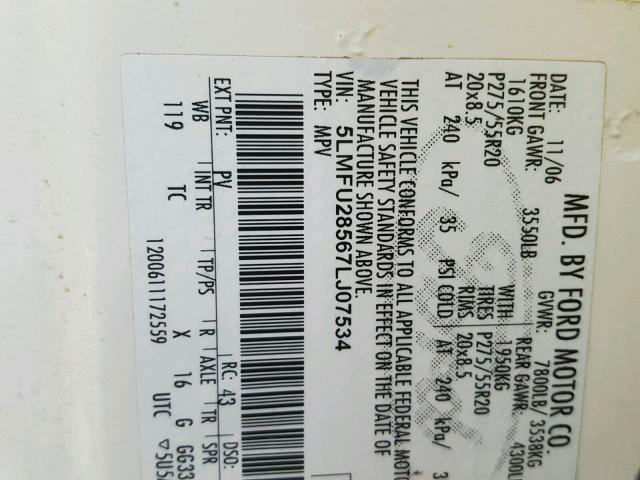 MFD. BY FORD MOTOR CO.
DATE: 11/06 GVWR: 7800LB/ 3538KG
FRONT GAWR: 3550LB REAR GAWR: 4300L
1610KG WITH 1950KG
P275/55R20 TIRES P275/55R20
20x8.5 RIMS 20x8.5
AT 240 kPa/ 35 PSI COLD AT 240 kPa/ 3
THIS VEHICLE CONFORMS TO ALL APPLICABLE FEDERAL MOTO
VEHICLE SAFETY STANDARDS IN EFFECT ON THE DATE OF
MANUFACTURE SHOWN ABOVE.
VIN: 5LMFU28567LJ07534
TYPE: MPV
EXT PNT: PV RC: 43 DSO:
WB INT TR TP/PS R AXLE TR SPR
119 TC X 16 G GG33
1200611172559 UTC ▽5U5